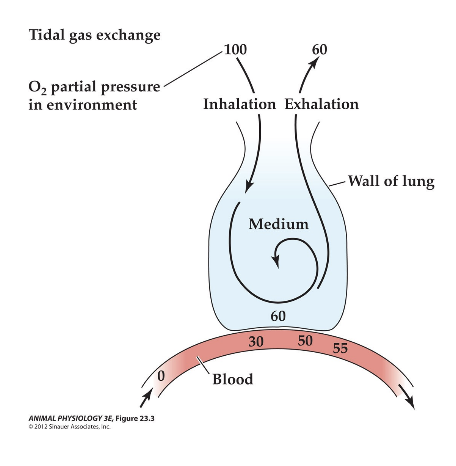 Tidal gas exchange
100
60
O₂ partial pressure
in environment
Inhalation
Exhalation
Wall of lung
Medium
60
30
50
55
0
Blood
ANIMAL PHYSIOLOGY 3E, Figure 23.3
© 2012 Sinauer Associates, Inc.